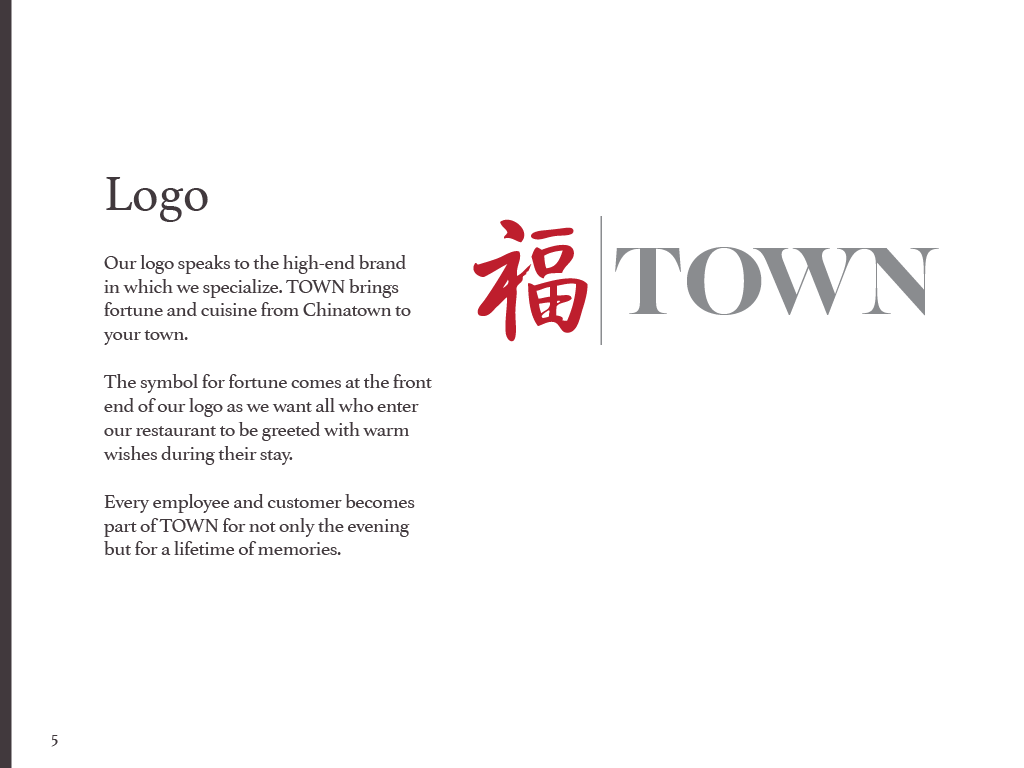 Logo
Our logo speaks to the high-end brand
in which we specialize. TOWN brings
fortune and cuisine from Chinatown to
your town.
The symbol for fortune comes at the front
end of our logo as we want all who enter
our restaurant to be greeted with warm
wishes during their stay.
Every employee and customer becomes
part of TOWN for not only the evening
but for a lifetime of memories.
福 TOWN
5